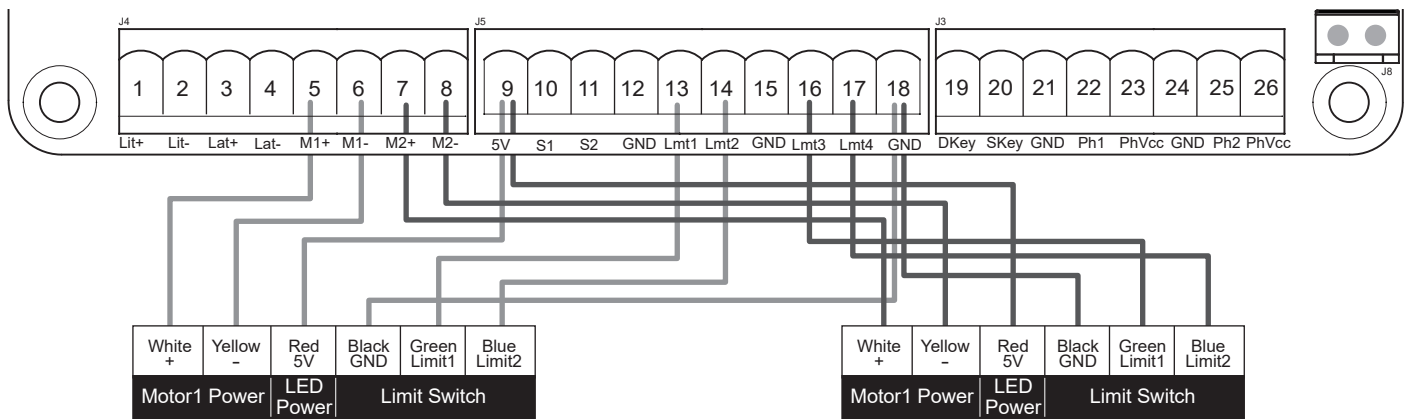 J4 J5 J3
J8
1 2 3 4 5 6 7 8 9 10 11 12 13 14 15 16 17 18 19 20 21 22 23 24 25 26
Lit+ Lit- Lat+ Lat- M1+ M1- M2+ M2- 5V S1 S2 GND Lmt1 Lmt2 GND Lmt3 Lmt4 GND DKey SKey GND Ph1 PhVcc GND Ph2 PhVcc
White Yellow Red Black Green Blue
+ – 5V GND Limit1 Limit2
Motor1 Power LED Power Limit Switch
White Yellow Red Black Green Blue
+ – 5V GND Limit1 Limit2
Motor1 Power LED Power Limit Switch